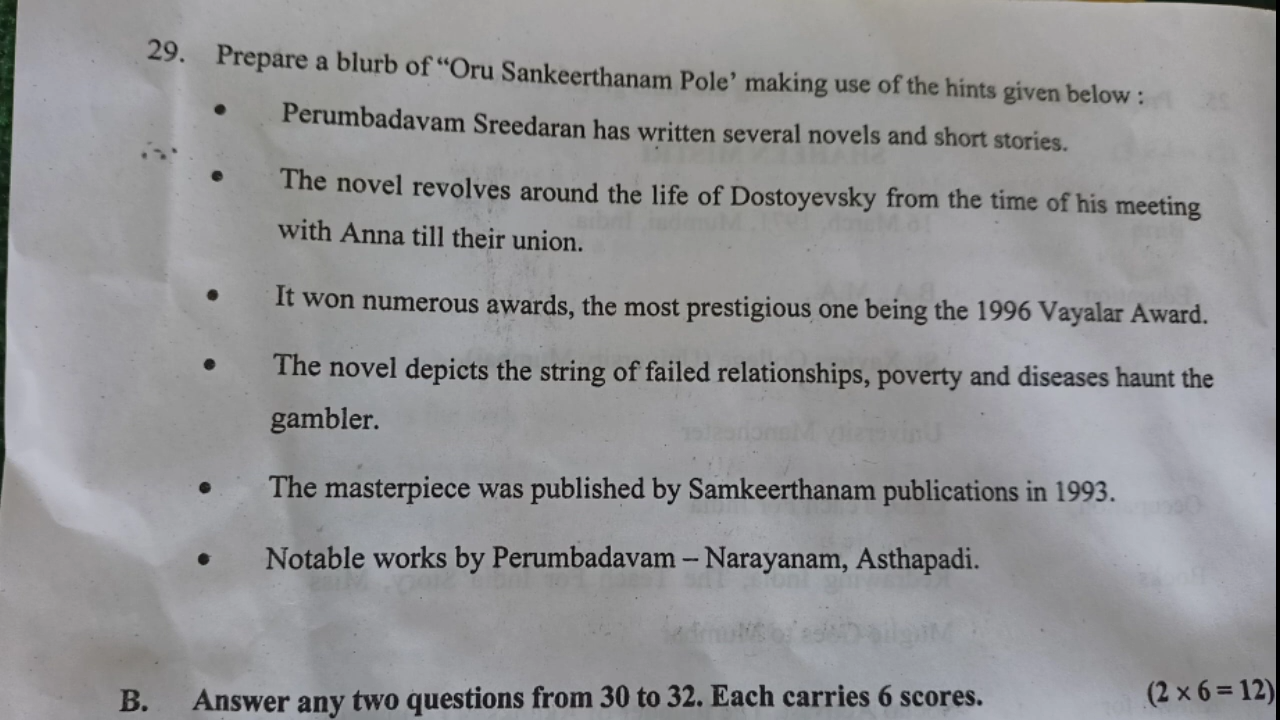 29. Prepare a blurb of “Oru Sankeerthanam Pole’ making use of the hints given below :
• Perumbadavam Sreedaran has written several novels and short stories.
• The novel revolves around the life of Dostoyevsky from the time of his meeting
with Anna till their union.
• It won numerous awards, the most prestigious one being the 1996 Vayalar Award.
• The novel depicts the string of failed relationships, poverty and diseases haunt the
gambler.
• The masterpiece was published by Samkeerthanam publications in 1993.
• Notable works by Perumbadavam – Narayanam, Asthapadi.
B. Answer any two questions from 30 to 32. Each carries 6 scores. (2 x 6 = 12)